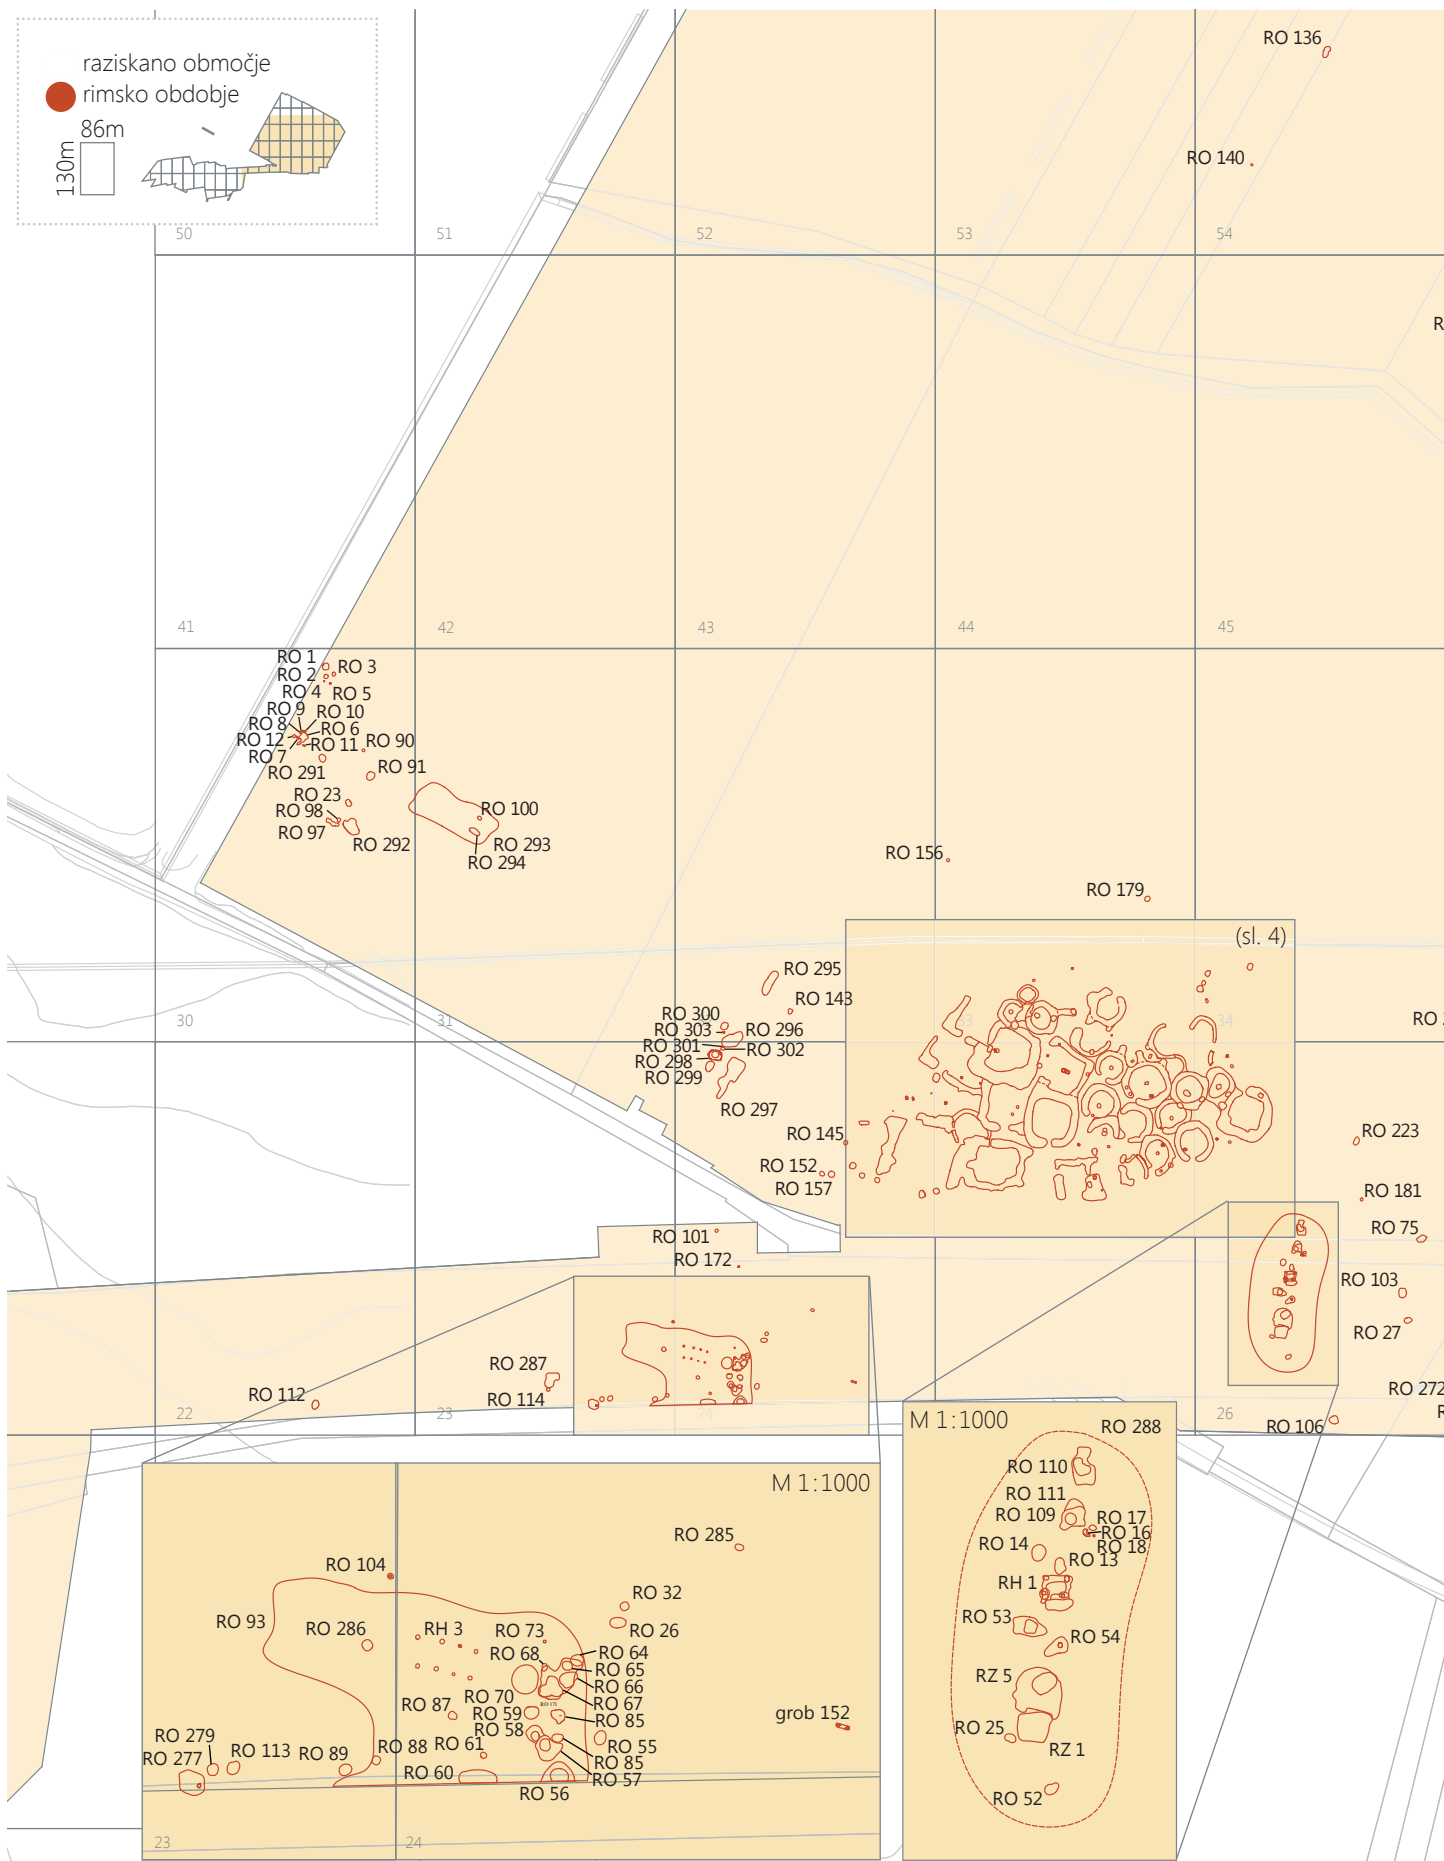 raziskano območje
rimsko obdobje
86m
130m
RO 136
RO 140
50
51
52
53
54
R
41
42
43
44
45
RO 1
RO 3
RO 2
RO 4
RO 5
RO 9
RO 10
RO 8
RO 6
RO 12
RO 11
RO 90
RO 7
RO 291
RO 91
RO 23
RO 98
RO 97
RO 292
RO 100
RO 293
RO 294
RO 156
RO 179
(sl. 4)
RO 295
RO 143
30
31
33
34
RO 300
RO 303
RO 296
RO 301
RO 302
RO 298
RO 299
RO 297
RO
RO 145
RO 152
RO 157
RO 223
RO 181
RO 75
RO 101
RO 172
RO 103
RO 27
RO 287
RO 114
RO 112
22
23
24
26
RO 272
R
RO 106
M 1:1000
RO 285
RO 104
RO 32
RO 93
RO 26
RO 286
RH 3
RO 73
RO 64
RO 68
RO 65
RO 66
RO 70
RO 67
RO 171
RO 87
RO 59
RO 85
grob 152
RO 58
RO 279
RO 61
RO 55
RO 277
RO 113
RO 89
RO 88
RO 85
RO 60
RO 57
RO 56
23
24
M 1:1000
RO 288
RO 110
RO 111
RO 109
RO 17
RO 16
RO 18
RO 14
RO 13
RH 1
RO 53
RO 54
RZ 5
RO 25
RZ 1
RO 52